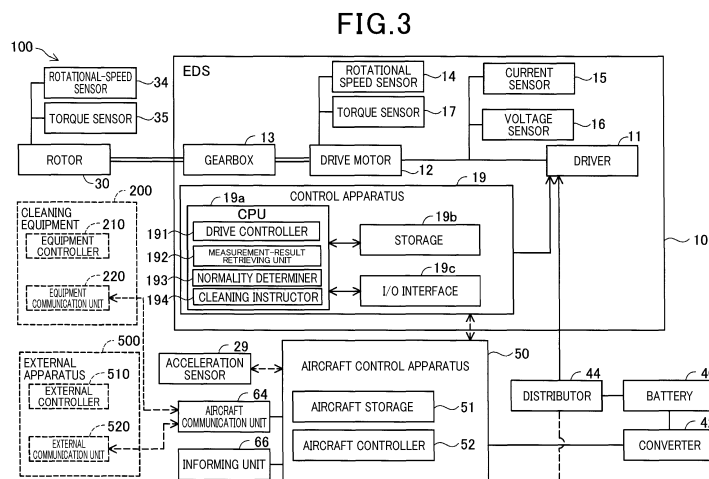 FIG.3
100
ROTATIONAL-SPEED
SENSOR
34
TORQUE SENSOR
35
ROTOR
30
EDS
ROTATIONAL
SPEED SENSOR
14
TORQUE SENSOR
17
CURRENT
SENSOR
15
VOLTAGE
SENSOR
16
13
GEARBOX
DRIVE MOTOR
12
11
DRIVER
CONTROL APPARATUS
19
19a
CPU
191
DRIVE CONTROLLER
192
MEASUREMENT-RESULT
RETRIEVING UNIT
193
NORMALITY DETERMINER
194
CLEANING INSTRUCTOR
19b
STORAGE
19c
I/O INTERFACE
10
200
CLEANING
EQUIPMENT
210
EQUIPMENT
CONTROLLER
220
EQUIPMENT
COMMUNICATION UNIT
500
EXTERNAL
APPARATUS
510
EXTERNAL
CONTROLLER
520
EXTERNAL
COMMUNICATION UNIT
29
ACCELERATION
SENSOR
64
AIRCRAFT
COMMUNICATION UNIT
66
INFORMING UNIT
50
AIRCRAFT CONTROL APPARATUS
AIRCRAFT STORAGE
51
AIRCRAFT CONTROLLER
52
44
DISTRIBUTOR
BATTERY
CONVERTER